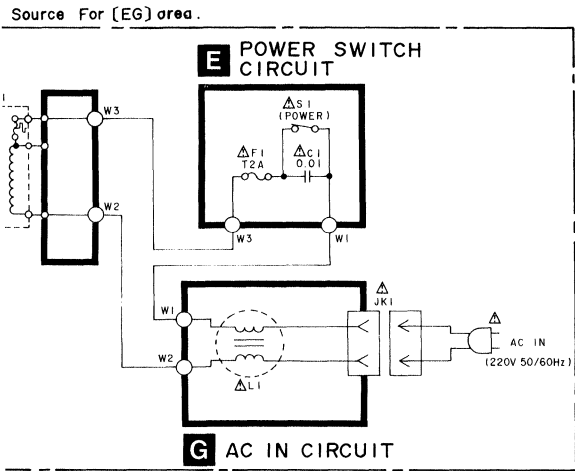 Source For [EG] area.
E POWER SWITCH
CIRCUIT
I
W3
⚠S1
(POWER)
⚠F1
T2A
⚠C1
0.01
W2
W3
W1
W1
⚠
JK1
⚠
W2
AC IN
(220V 50/60Hz)
⚠L1
G AC IN CIRCUIT